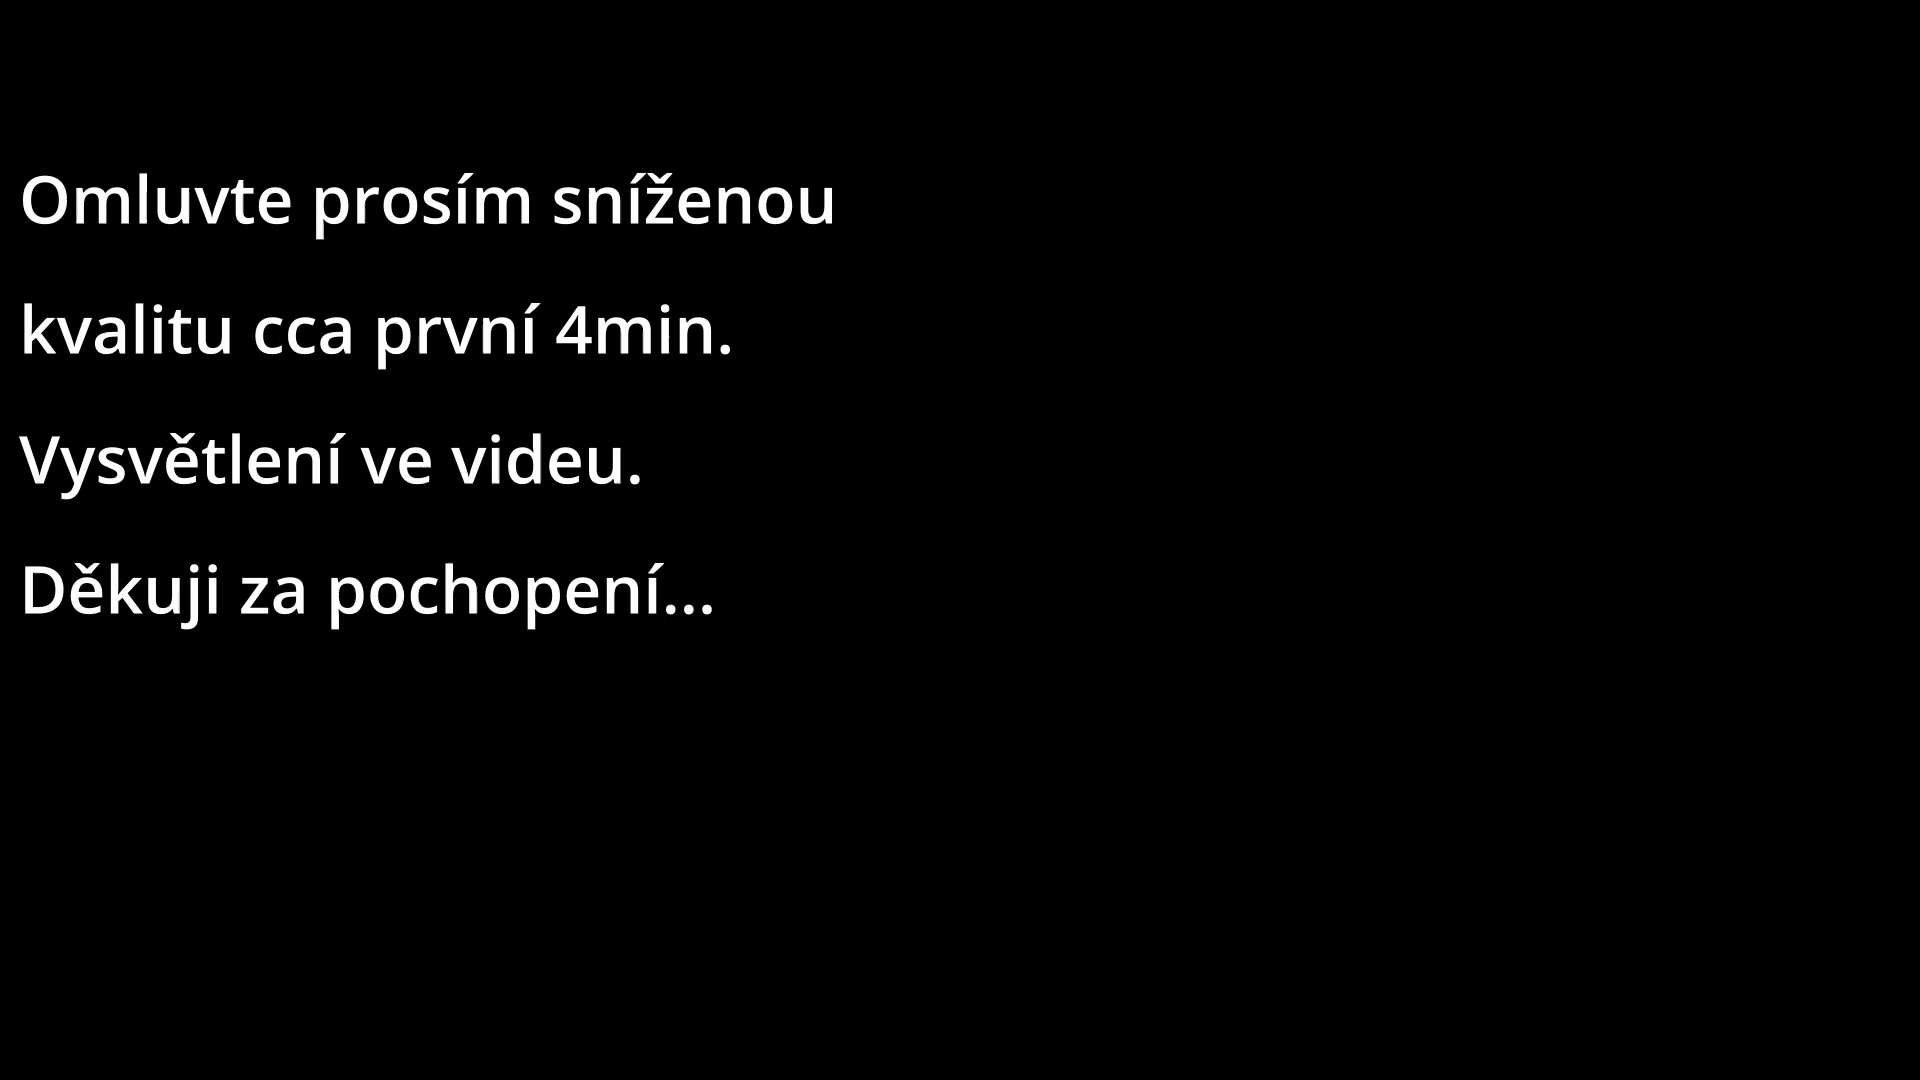 Omluvte prosím sníženou
kvalitu cca první 4min.
Vysvětlení ve videu.
Děkuji za pochopení...